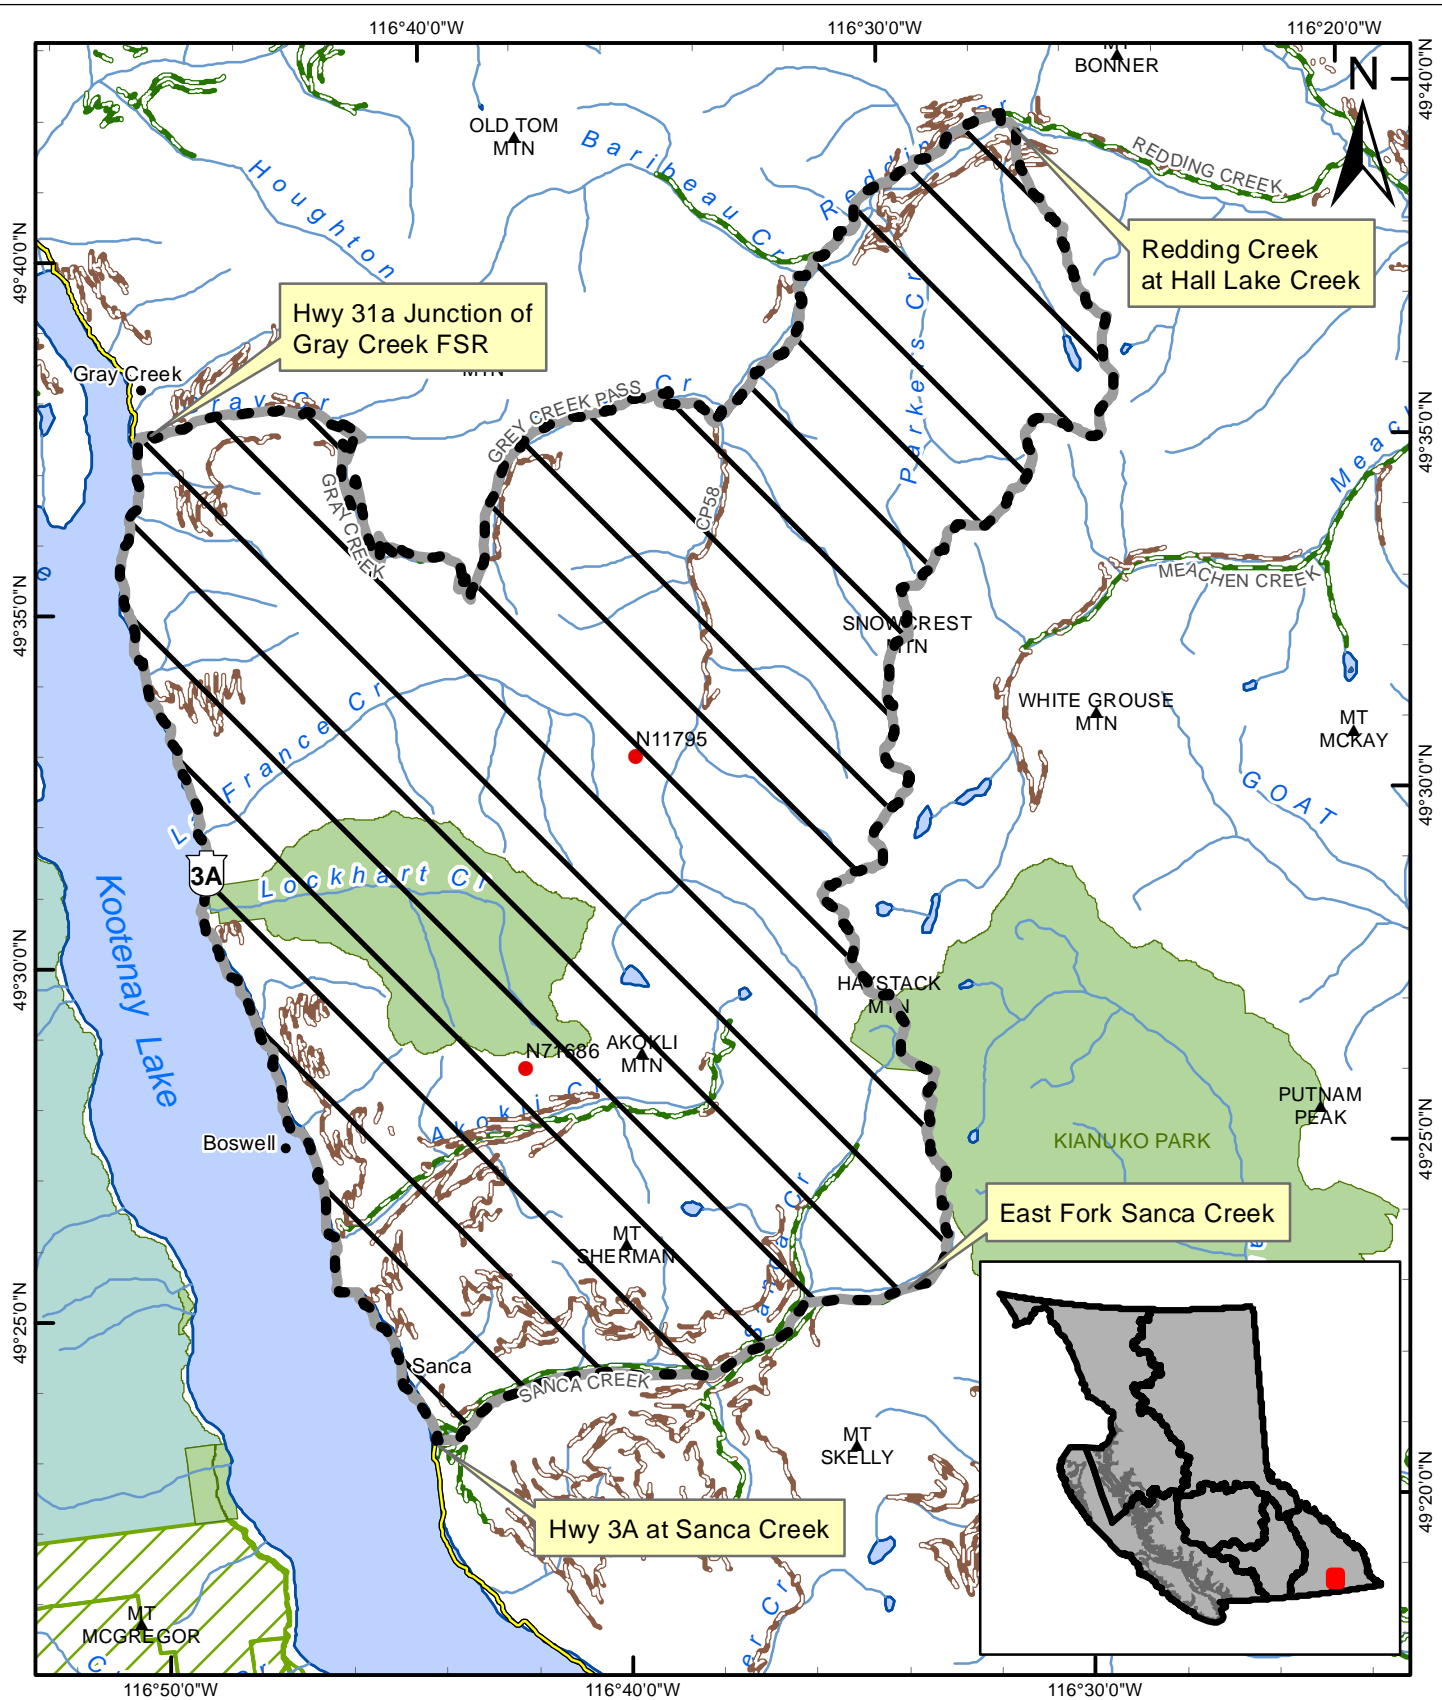 116°40'0"W
116°30'0"W
116°20'0"W
MT
BONNER
N
49°40'0"N
OLD TOM
MTN
Baribeau Cr
Houghton
REDDING CREEK
Redding Creek
at Hall Lake Creek
49°40'0"N
Hwy 31a Junction of
Gray Creek FSR
Parkers Cr
MTN
Gray Creek
Cr
GREY CREEK PASS
49°35'0"N
GRAY CREEK
CP58
MEACHEN CREEK
49°35'0"N
SNOWCREST
MTN
WHITE GROUSE
MTN
MT
MCKAY
La France Cr
N11795
49°30'0"N
GOAT
3A
Lockhart Cr
Kootenay Lake
49°30'0"N
HAYSTACK
MTN
N71686
AKOKLI
MTN
Akokli Cr
PUTNAM
PEAK
Boswell
KIANUKO PARK
49°25'0"N
Sanca Cr
East Fork Sanca Creek
MT
SHERMAN
49°25'0"N
Sanca
SANCA CREEK
MT
SKELLY
Hwy 3A at Sanca Creek
49°20'0"N
MT
MCGREGOR
er Cr
116°50'0"W
116°40'0"W
116°30'0"W